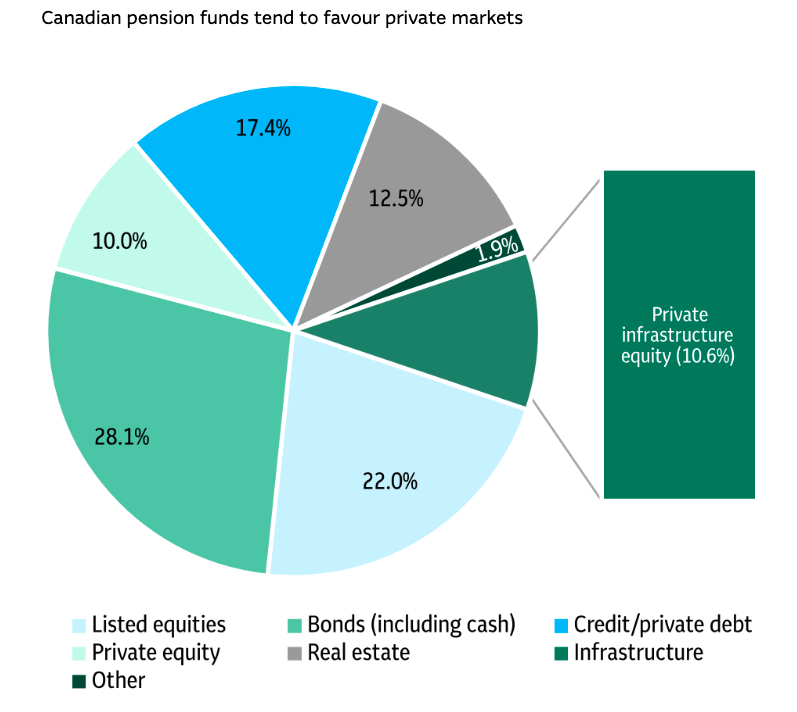 Canadian pension funds tend to favour private markets
17.4%
12.5%
10.0%
1.9%
Private
infrastructure
equity (10.6%)
28.1%
22.0%
Listed equities
Bonds (including cash)
Credit/private debt
Private equity
Real estate
Infrastructure
Other